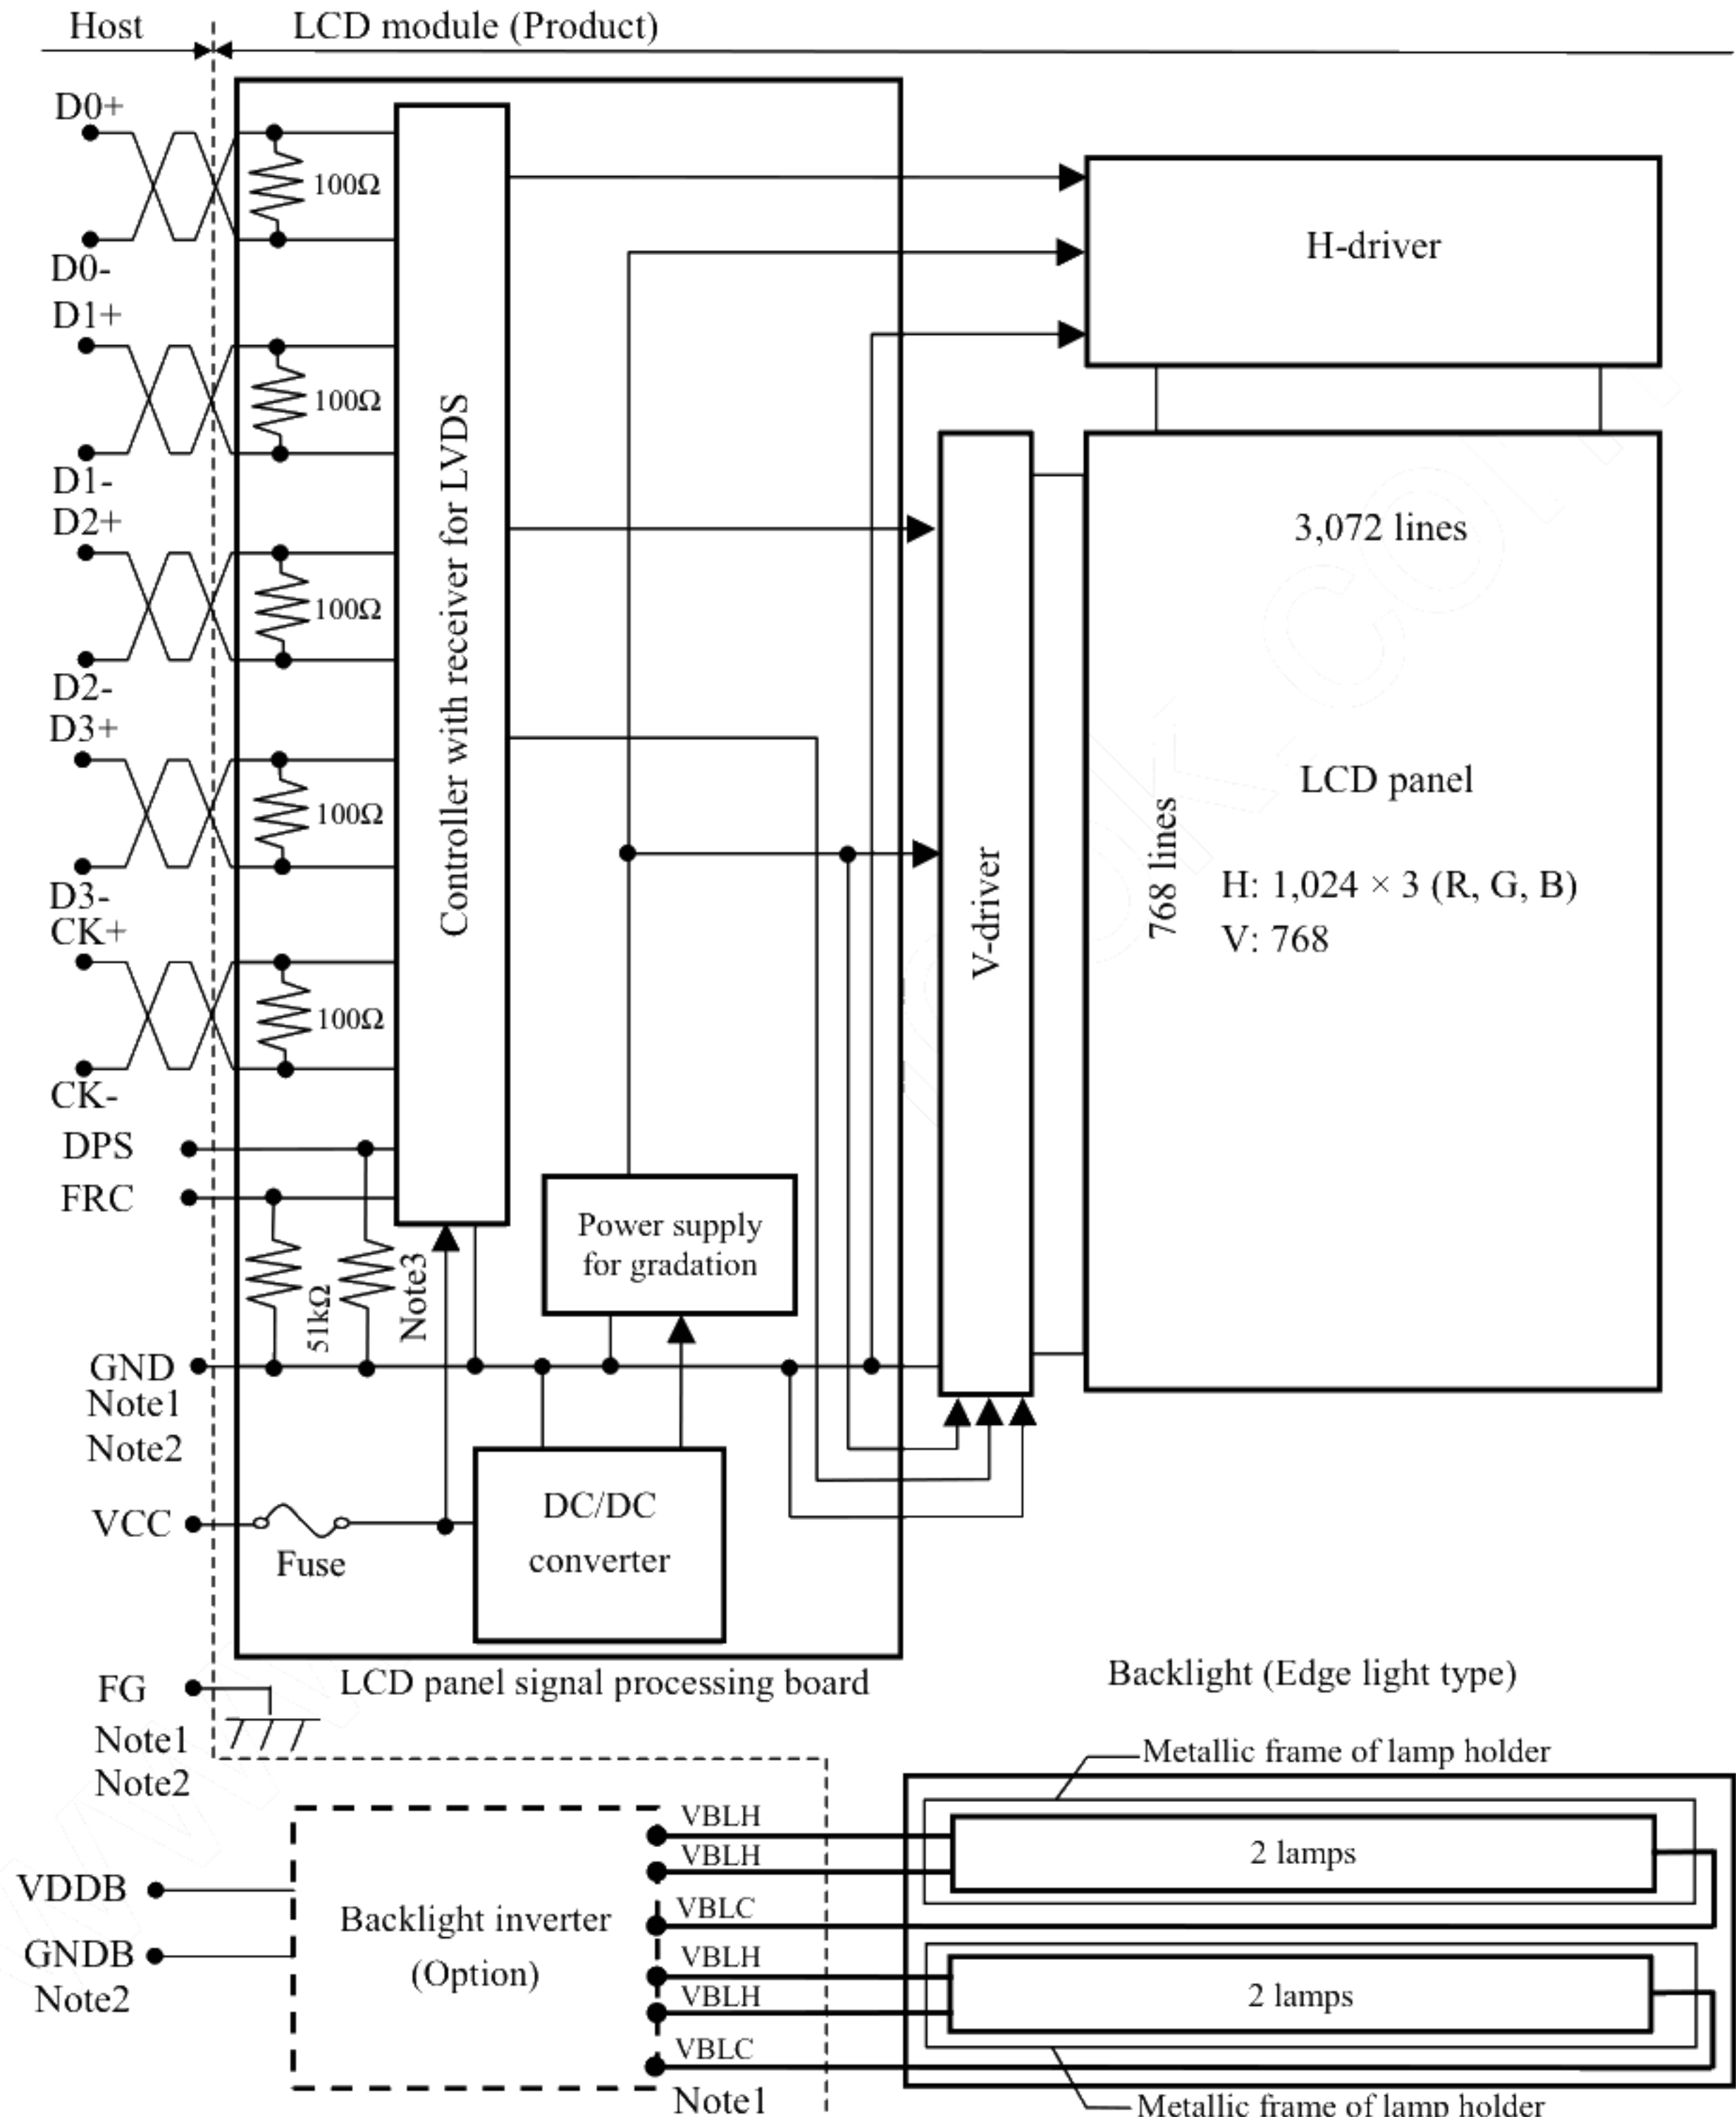 Host
LCD module (Product)
D0+
100Ω
D0-
D1+
100Ω
D1-
D2+
100Ω
D2-
D3+
100Ω
D3-
CK+
100Ω
CK-
DPS
FRC
51kΩ
Note3
GND
Note1
Note2
VCC
Fuse
Controller with receiver for LVDS
Power supply
for gradation
DC/DC
converter
LCD panel signal processing board
H-driver
V-driver
3,072 lines
768 lines
LCD panel
H: 1,024 × 3 (R, G, B)
V: 768
FG
Note1
Note2
Backlight (Edge light type)
Metallic frame of lamp holder
VDDB
GNDB
Note2
Backlight inverter
(Option)
VBLH
VBLH
VBLC
VBLH
VBLH
VBLC
Note1
2 lamps
2 lamps
Metallic frame of lamp holder